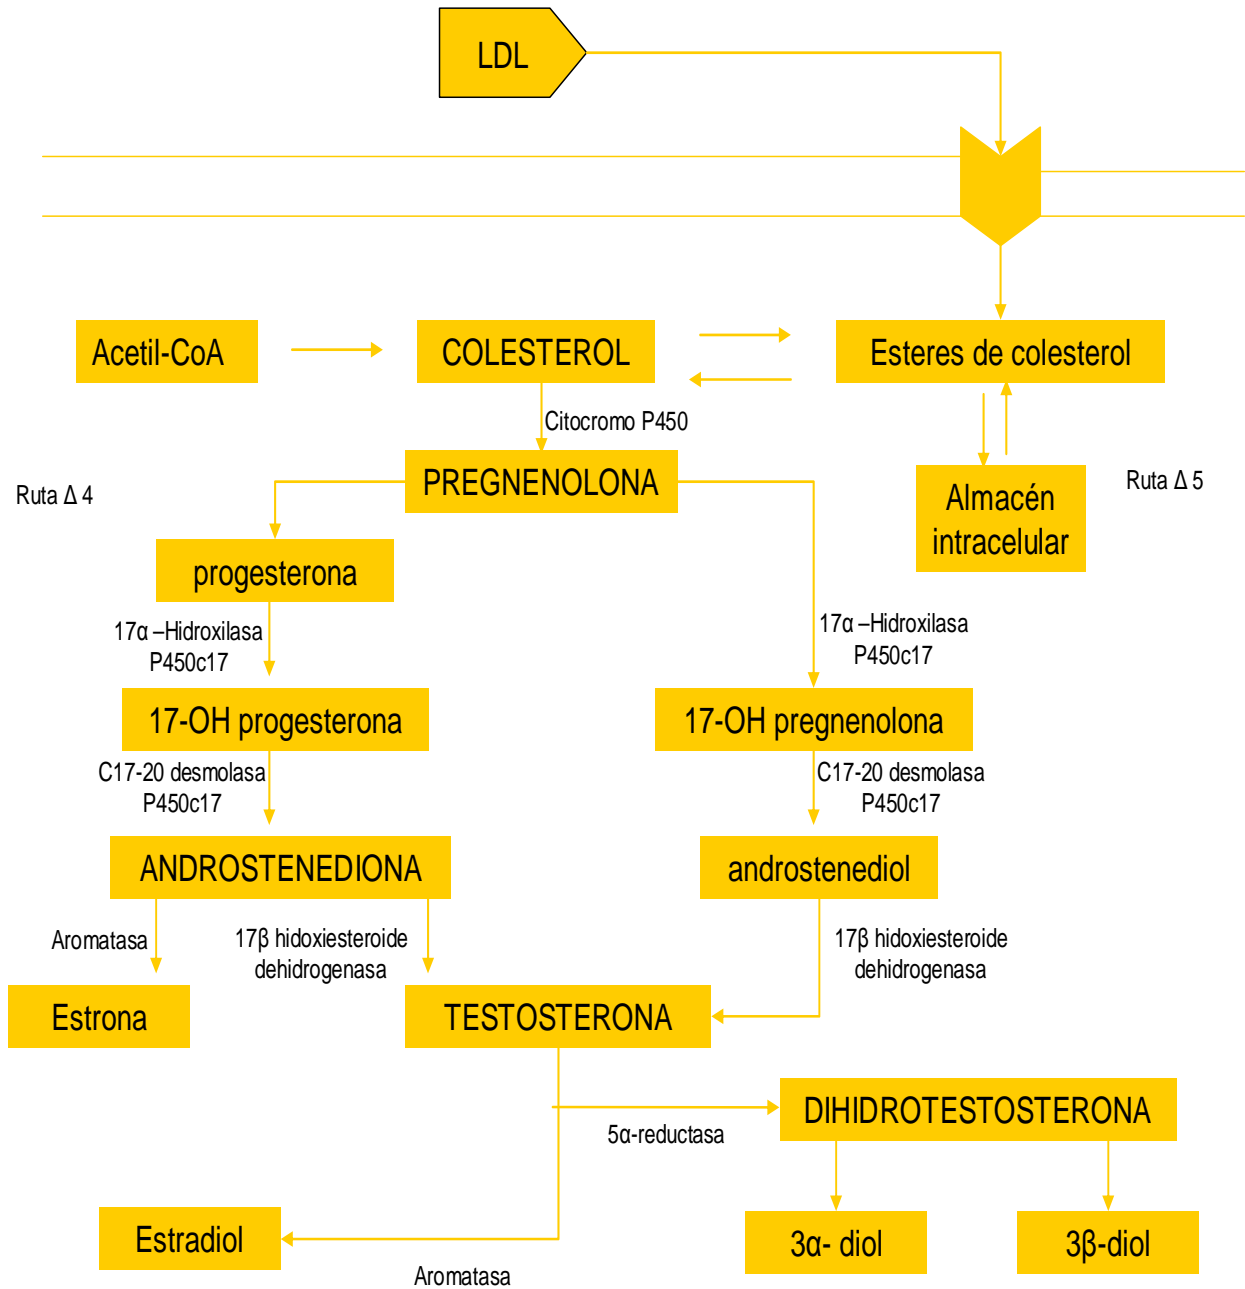 LDL
Acetil-CoA
COLESTEROL
Esteres de colesterol
Citocromo P450
Ruta Δ 4
PREGNENOLONA
Almacén
intracelular
Ruta Δ 5
progesterona
17α –Hidroxilasa
P450c17
17α –Hidroxilasa
P450c17
17-OH progesterona
17-OH pregnenolona
C17-20 desmolasa
P450c17
C17-20 desmolasa
P450c17
ANDROSTENEDIONA
androstenediol
Aromatasa
17β hidoxiesteroide
dehidrogenasa
17β hidoxiesteroide
dehidrogenasa
Estrona
TESTOSTERONA
DIHIDROTESTOSTERONA
5α-reductasa
Estradiol
3α- diol
3β-diol
Aromatasa